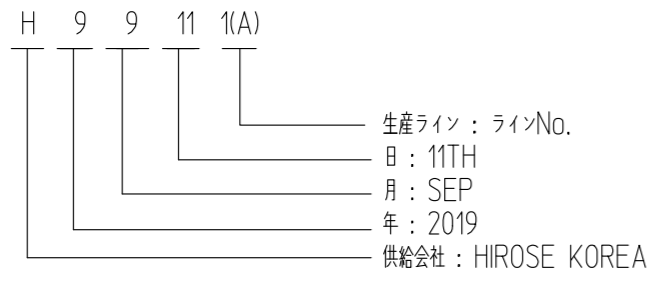 H 9 9 11 1(A)
生産ライン : ラインNo.
日 : 11TH
月 : SEP
年 : 2019
供給会社 : HIROSE KOREA